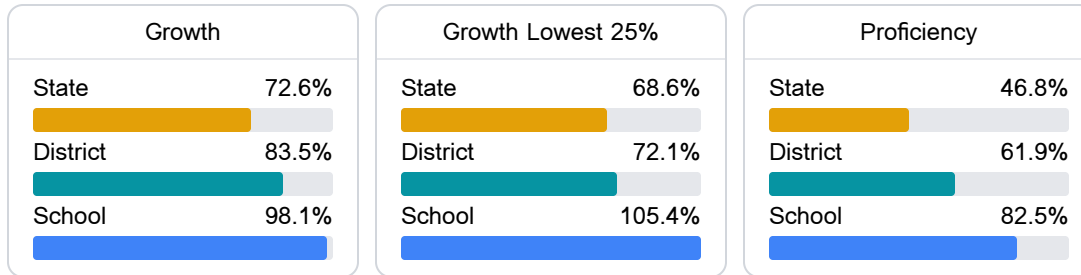 Growth
State 72.6%
District 83.5%
School 98.1%
Growth Lowest 25%
State 68.6%
District 72.1%
School 105.4%
Proficiency
State 46.8%
District 61.9%
School 82.5%